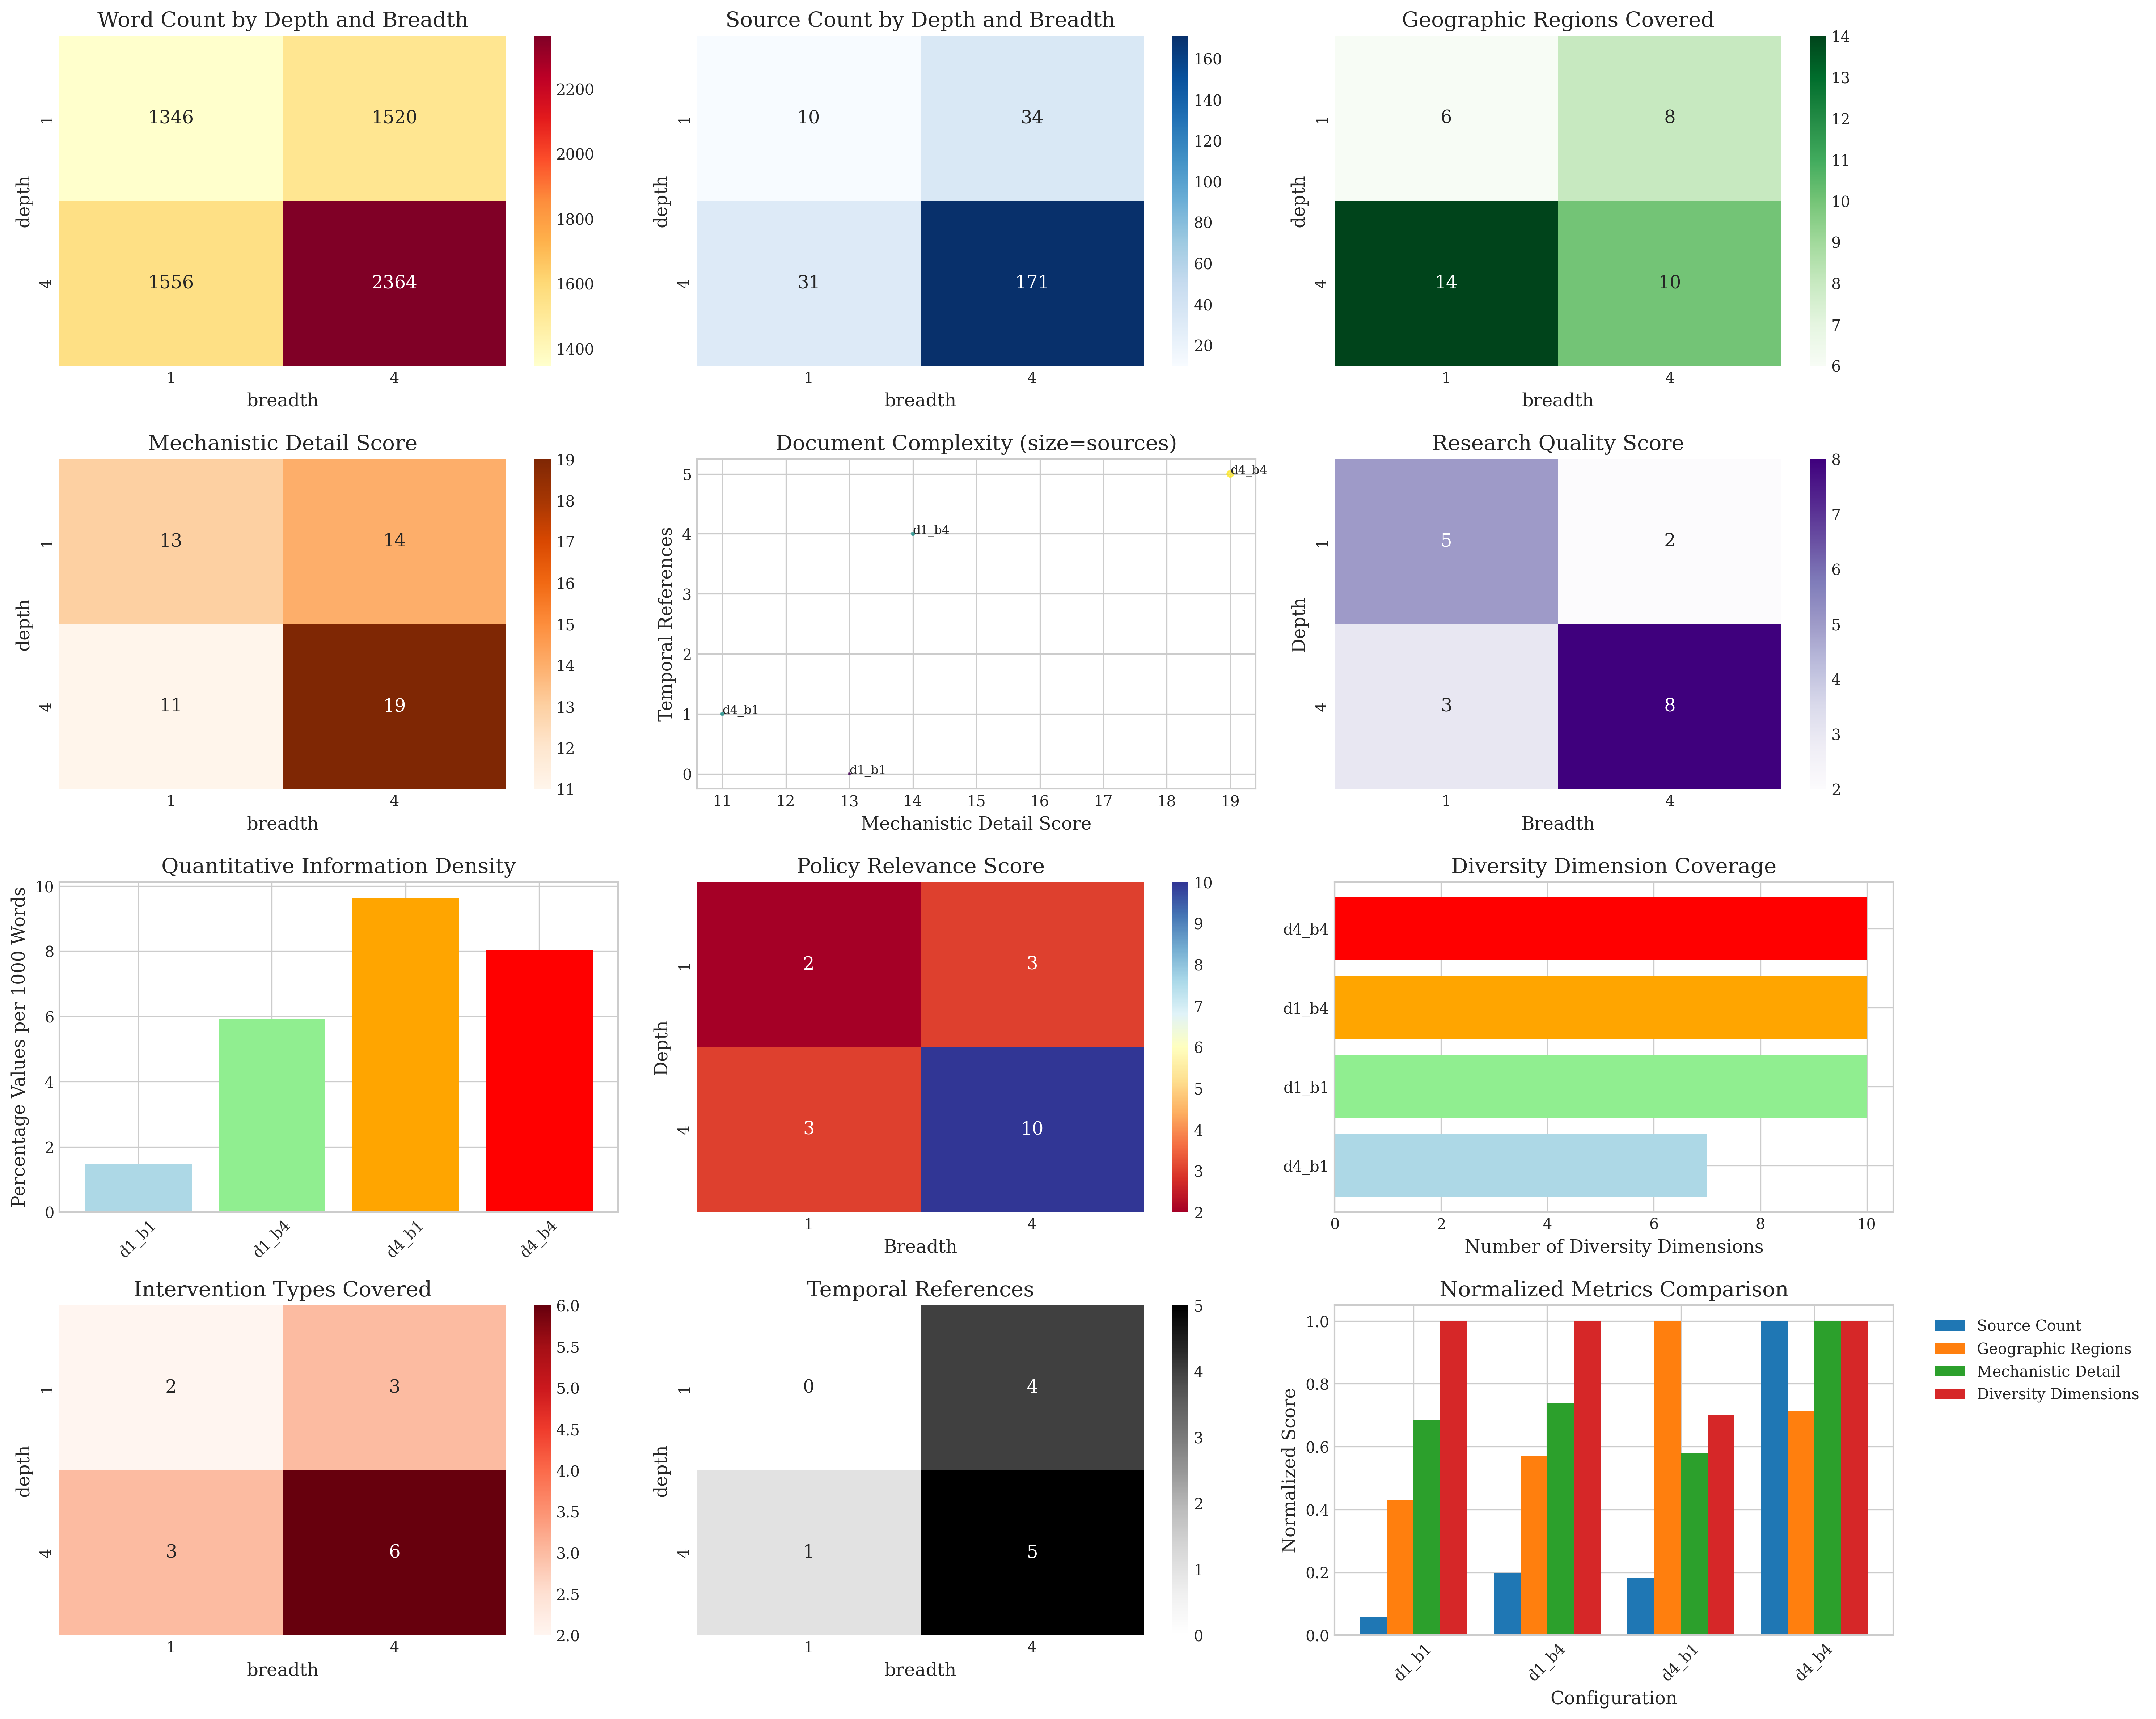 Word Count by Depth and Breadth
depth
1
4
1346 1520
1556 2364
1 4
breadth
2200
2000
1800
1600
1400
Source Count by Depth and Breadth
depth
1
4
10 34
31 171
1 4
breadth
160
140
120
100
80
60
40
20
Geographic Regions Covered
depth
1
4
6 8
14 10
1 4
breadth
14
13
12
11
10
9
8
7
6
Mechanistic Detail Score
depth
1
4
13 14
11 19
1 4
breadth
19
18
17
16
15
14
13
12
11
Document Complexity (size=sources)
Temporal References
5
4
3
2
1
0
d4_b4
d1_b4
d4_b1
d1_b1
11 12 13 14 15 16 17 18 19
Mechanistic Detail Score
Research Quality Score
Depth
1
4
5 2
3 8
1 4
Breadth
8
7
6
5
4
3
2
Quantitative Information Density
Percentage Values per 1000 Words
10
8
6
4
2
0
d1_b1 d1_b4 d4_b1 d4_b4
Policy Relevance Score
Depth
1
4
2 3
3 10
1 4
Breadth
10
9
8
7
6
5
4
3
2
Diversity Dimension Coverage
d4_b4
d1_b4
d1_b1
d4_b1
0 2 4 6 8 10
Number of Diversity Dimensions
Intervention Types Covered
depth
1
4
2 3
3 6
1 4
breadth
6.0
5.5
5.0
4.5
4.0
3.5
3.0
2.5
2.0
Temporal References
depth
1
4
0 4
1 5
1 4
breadth
5
4
3
2
1
0
Normalized Metrics Comparison
Normalized Score
1.0
0.8
0.6
0.4
0.2
0.0
d1_b1 d1_b4 d4_b1 d4_b4
Configuration
Source Count
Geographic Regions
Mechanistic Detail
Diversity Dimensions